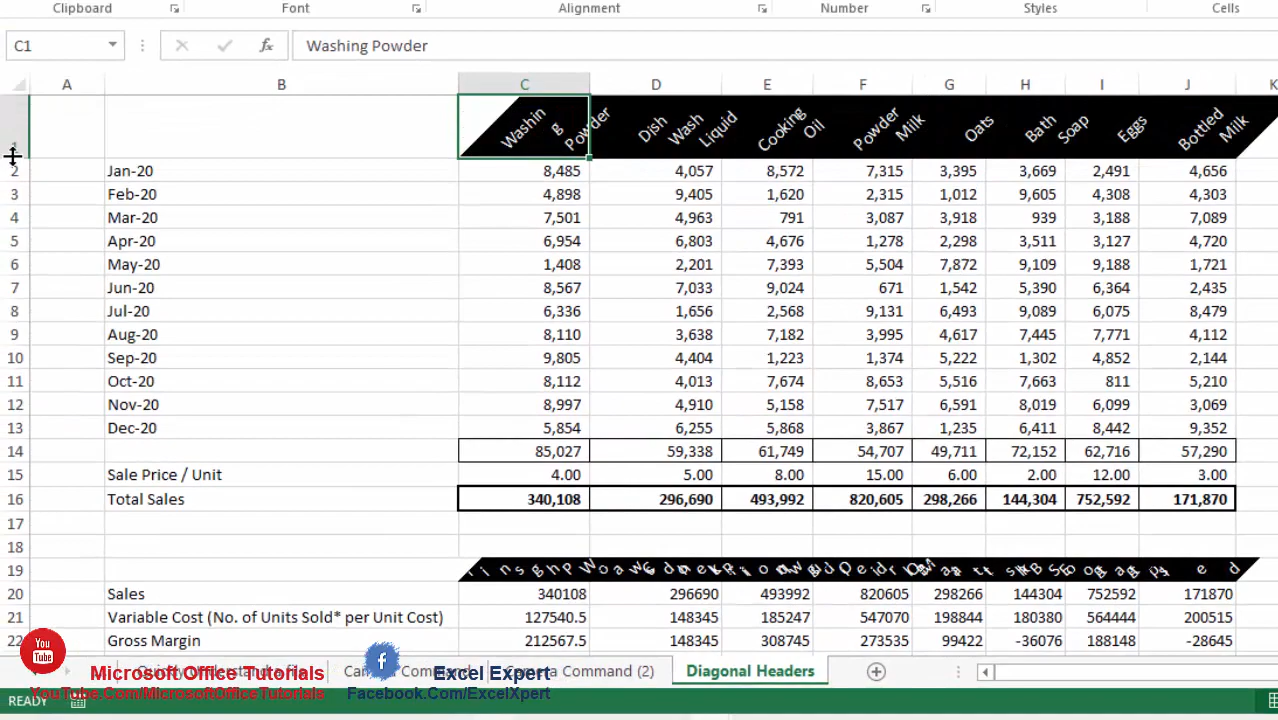 Clipboard Font Alignment Number Styles Cells
C1 fx Washing Powder
A B C D E F G H I J K
1 Washin g Powder Dish Wash Liquid Cooking Oil Powder Milk Oats Bath Soap Eggs Bottled Milk
2 Jan-20 8,485 4,057 8,572 7,315 3,395 3,669 2,491 4,656
3 Feb-20 4,898 9,405 1,620 2,315 1,012 9,605 4,308 4,303
4 Mar-20 7,501 4,963 791 3,087 3,918 939 3,188 7,089
5 Apr-20 6,954 6,803 4,676 1,278 2,298 3,511 3,127 4,720
6 May-20 1,408 2,201 7,393 5,504 7,872 9,109 9,188 1,721
7 Jun-20 8,567 7,033 9,024 671 1,542 5,390 6,364 2,435
8 Jul-20 6,336 1,656 2,568 9,131 6,493 9,089 6,075 8,479
9 Aug-20 8,110 3,638 7,182 3,995 4,617 7,445 7,771 4,112
10 Sep-20 9,805 4,404 1,223 1,374 5,222 1,302 4,852 2,144
11 Oct-20 8,112 4,013 7,674 8,653 5,516 7,663 811 5,210
12 Nov-20 8,997 4,910 5,158 7,517 6,591 8,019 6,099 3,069
13 Dec-20 5,854 6,255 5,868 3,867 1,235 6,411 8,442 9,352
14 85,027 59,338 61,749 54,707 49,711 72,152 62,716 57,290
15 Sale Price / Unit 4.00 5.00 8.00 15.00 6.00 2.00 12.00 3.00
16 Total Sales 340,108 296,690 493,992 820,605 298,266 144,304 752,592 171,870
17
18
19
20 Sales 340108 296690 493992 820605 298266 144304 752592 171870
21 Variable Cost (No. of Units Sold* per Unit Cost) 127540.5 148345 185247 547070 198844 180380 564444 200515
22 Gross Margin 212567.5 148345 308745 273535 99422 -36076 188148 -28645
Camera Command (2) Diagonal Headers
You Tube Microsoft Office Tutorials f Excel Expert
YouTube.Com/MicrosoftOfficeTutorials Facebook.Com/ExcelXpert
READY